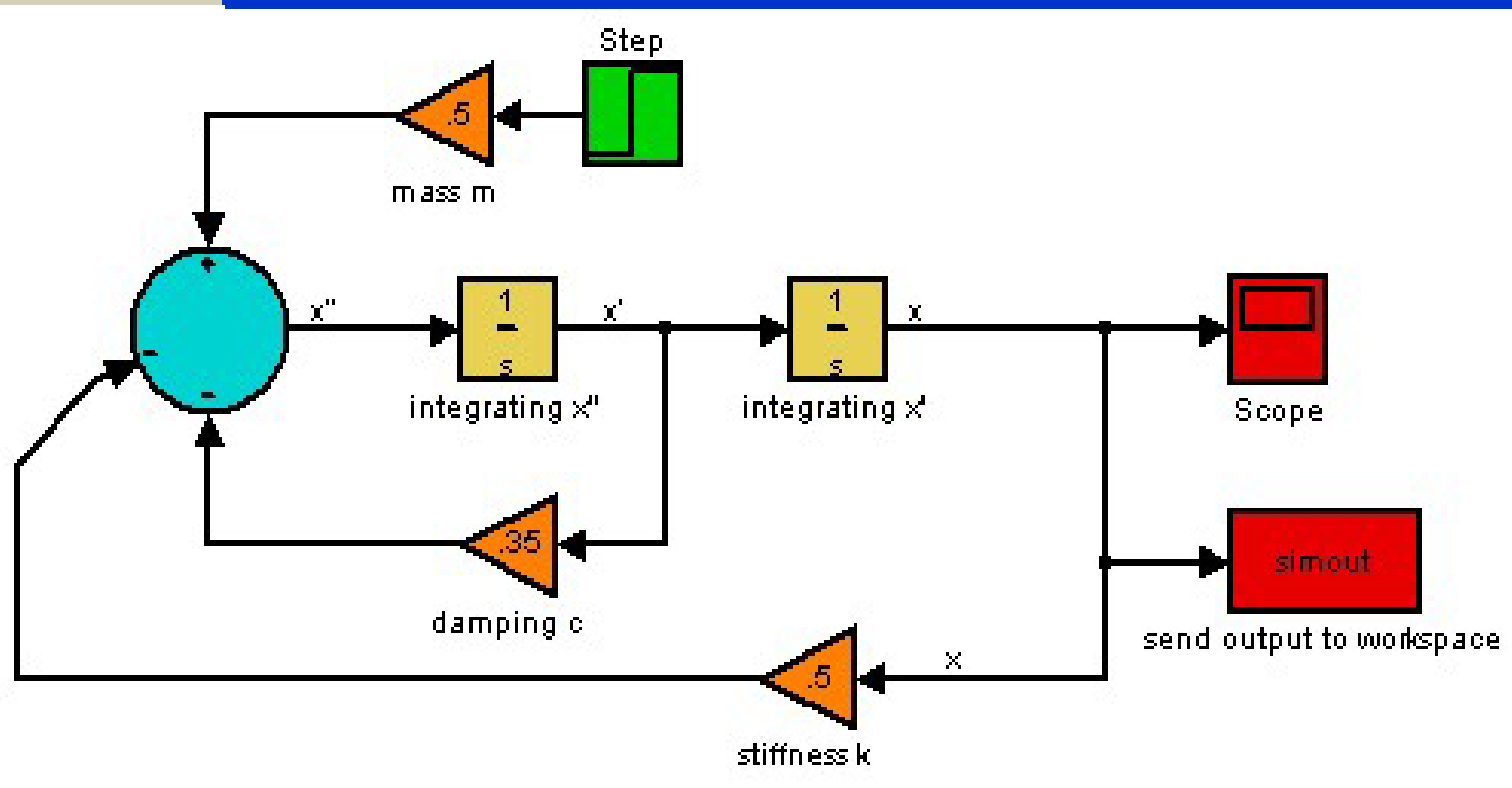 Step
.5
mass m
+
-
-
x"
1
-
s
integrating x"
x'
1
-
s
integrating x'
x
Scope
.35
damping c
simout
send output to workspace
x
.5
stiffness k